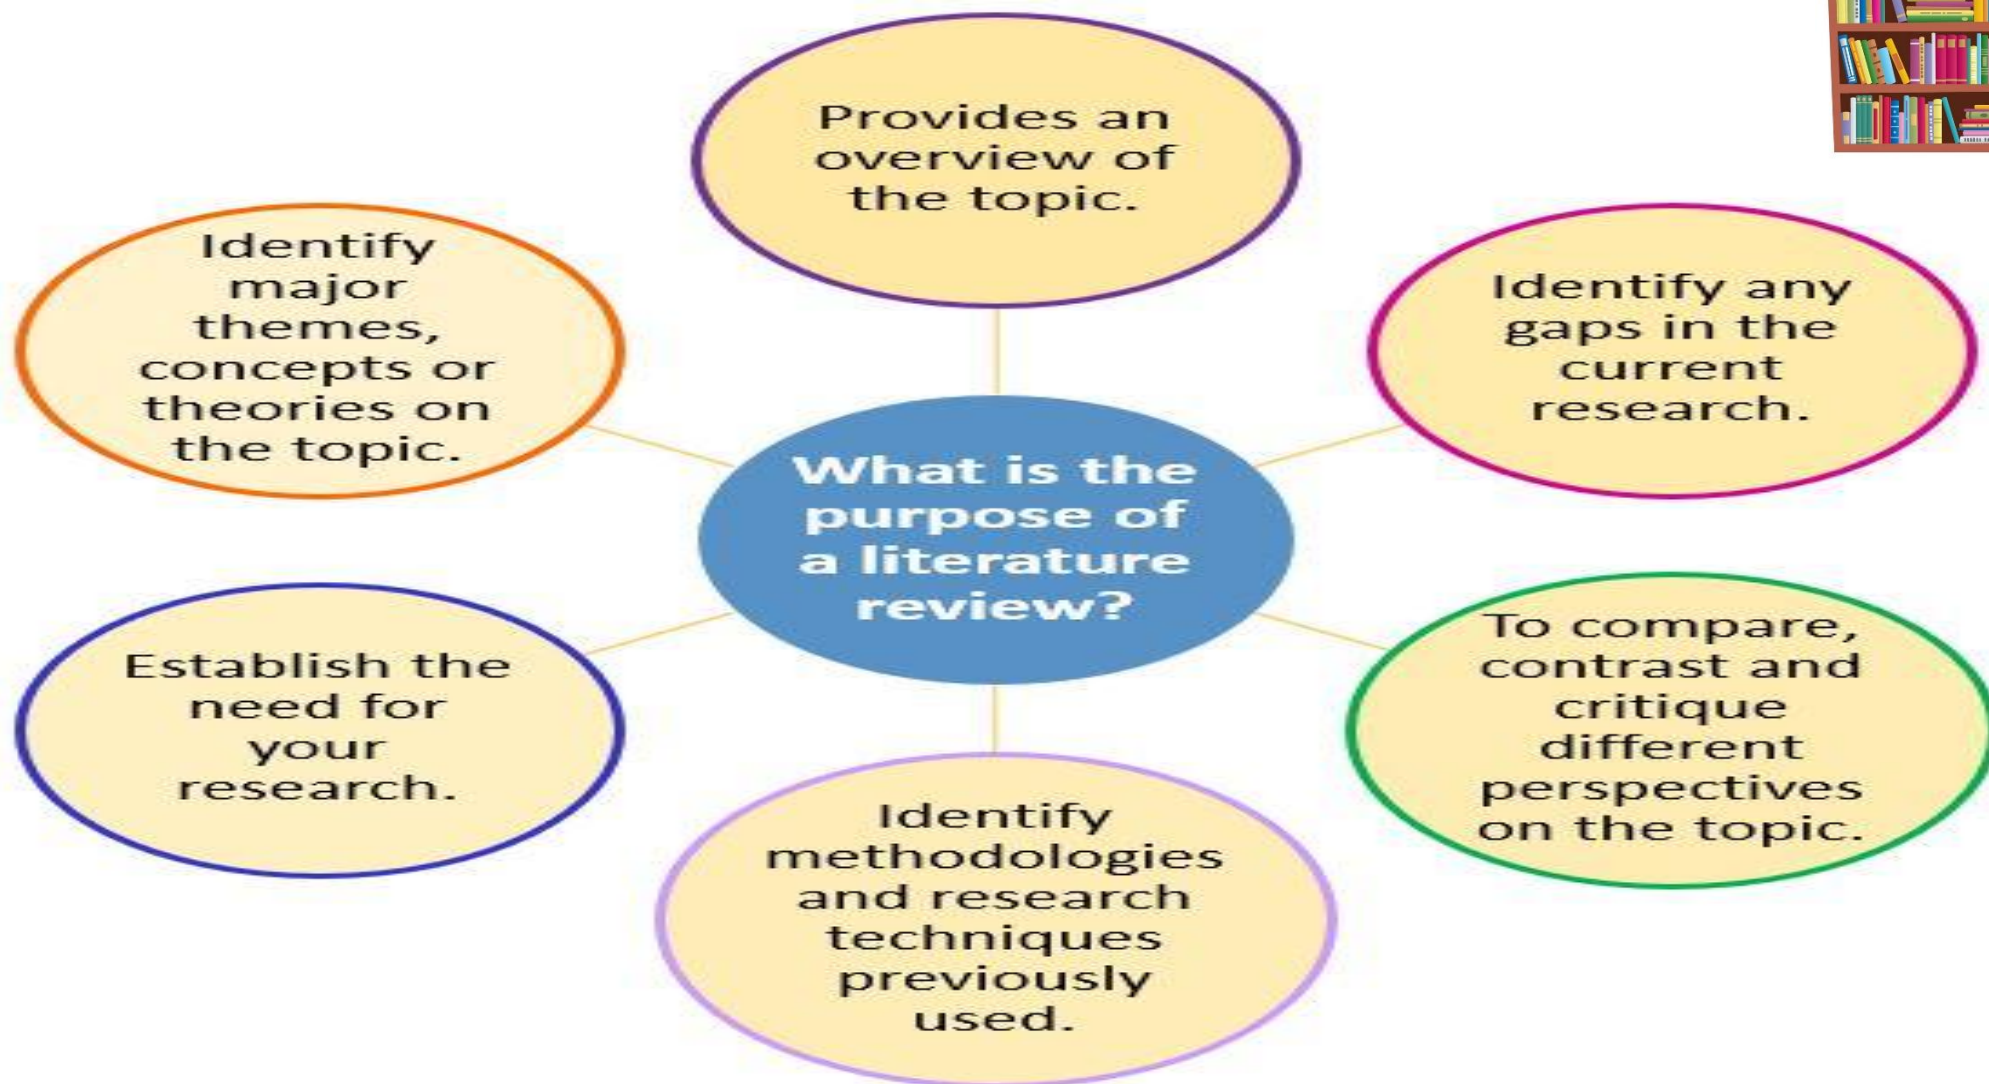 Provides an
overview of
the topic.
Identify any
gaps in the
current
research.
To compare,
contrast and
critique
different
perspectives
on the topic.
Identify
methodologies
and research
techniques
previously
used.
Establish the
need for
your
research.
Identify
major
themes,
concepts or
theories on
the topic.
What is the
purpose of
a literature
review?